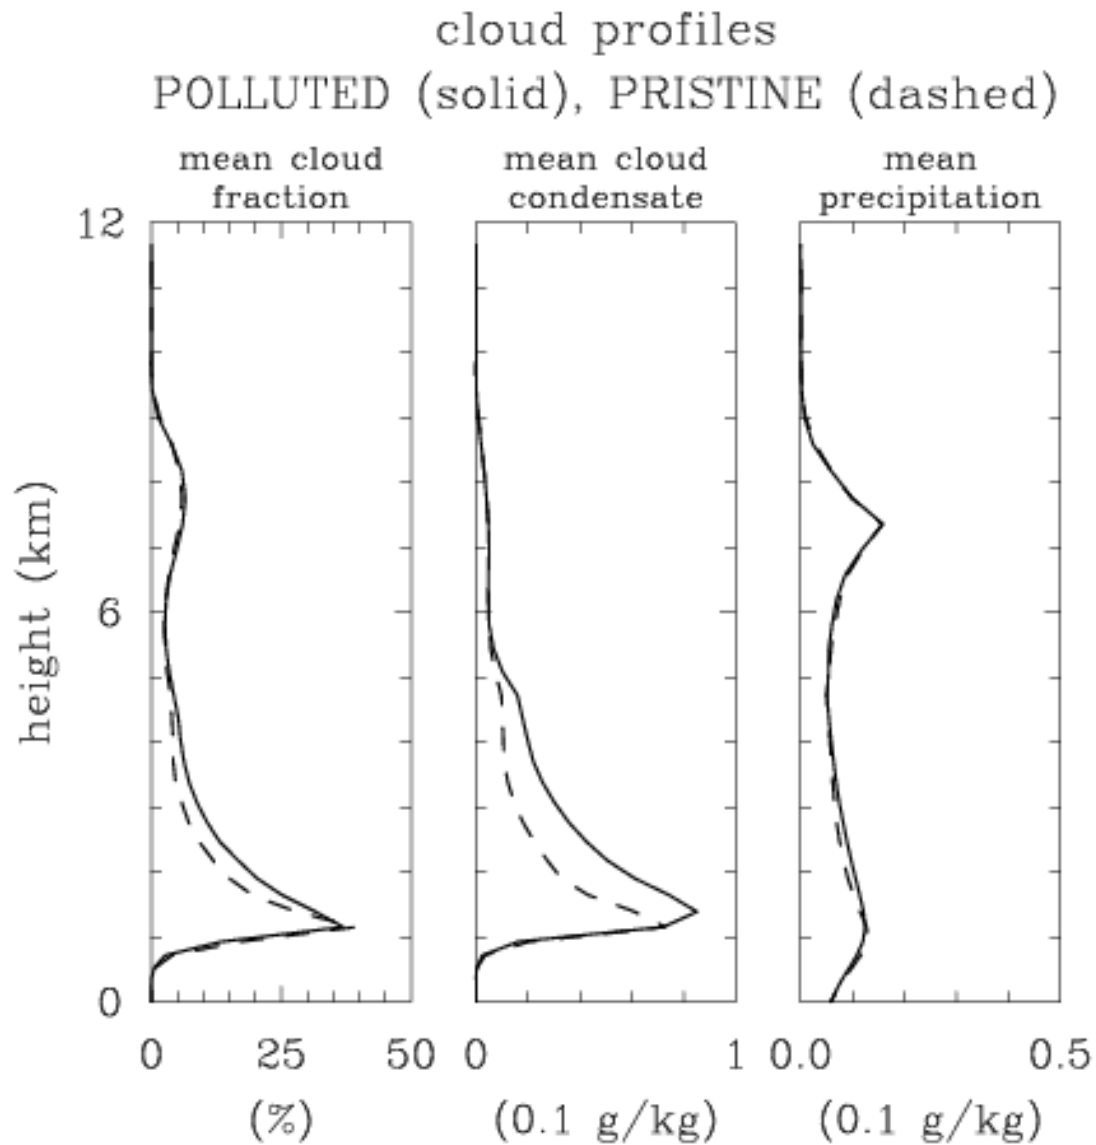 cloud profiles
POLLUTED (solid), PRISTINE (dashed)
mean cloud fraction
mean cloud condensate
mean precipitation
12
6
0
height (km)
0 25 50
0 1
0.0 0.5
(%)
(0.1 g/kg)
(0.1 g/kg)